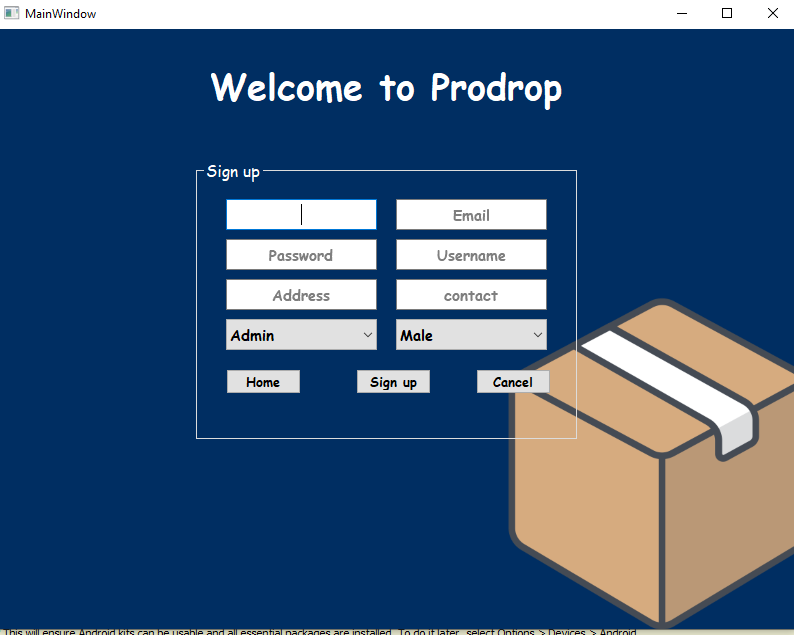 MainWindow
Welcome to Prodrop
Sign up
Email
Password Username
Address contact
Admin Male
Home Sign up Cancel
This will ensure Android kits can be usable and all essential packages are installed. To do it later, select Options > Devices > Android